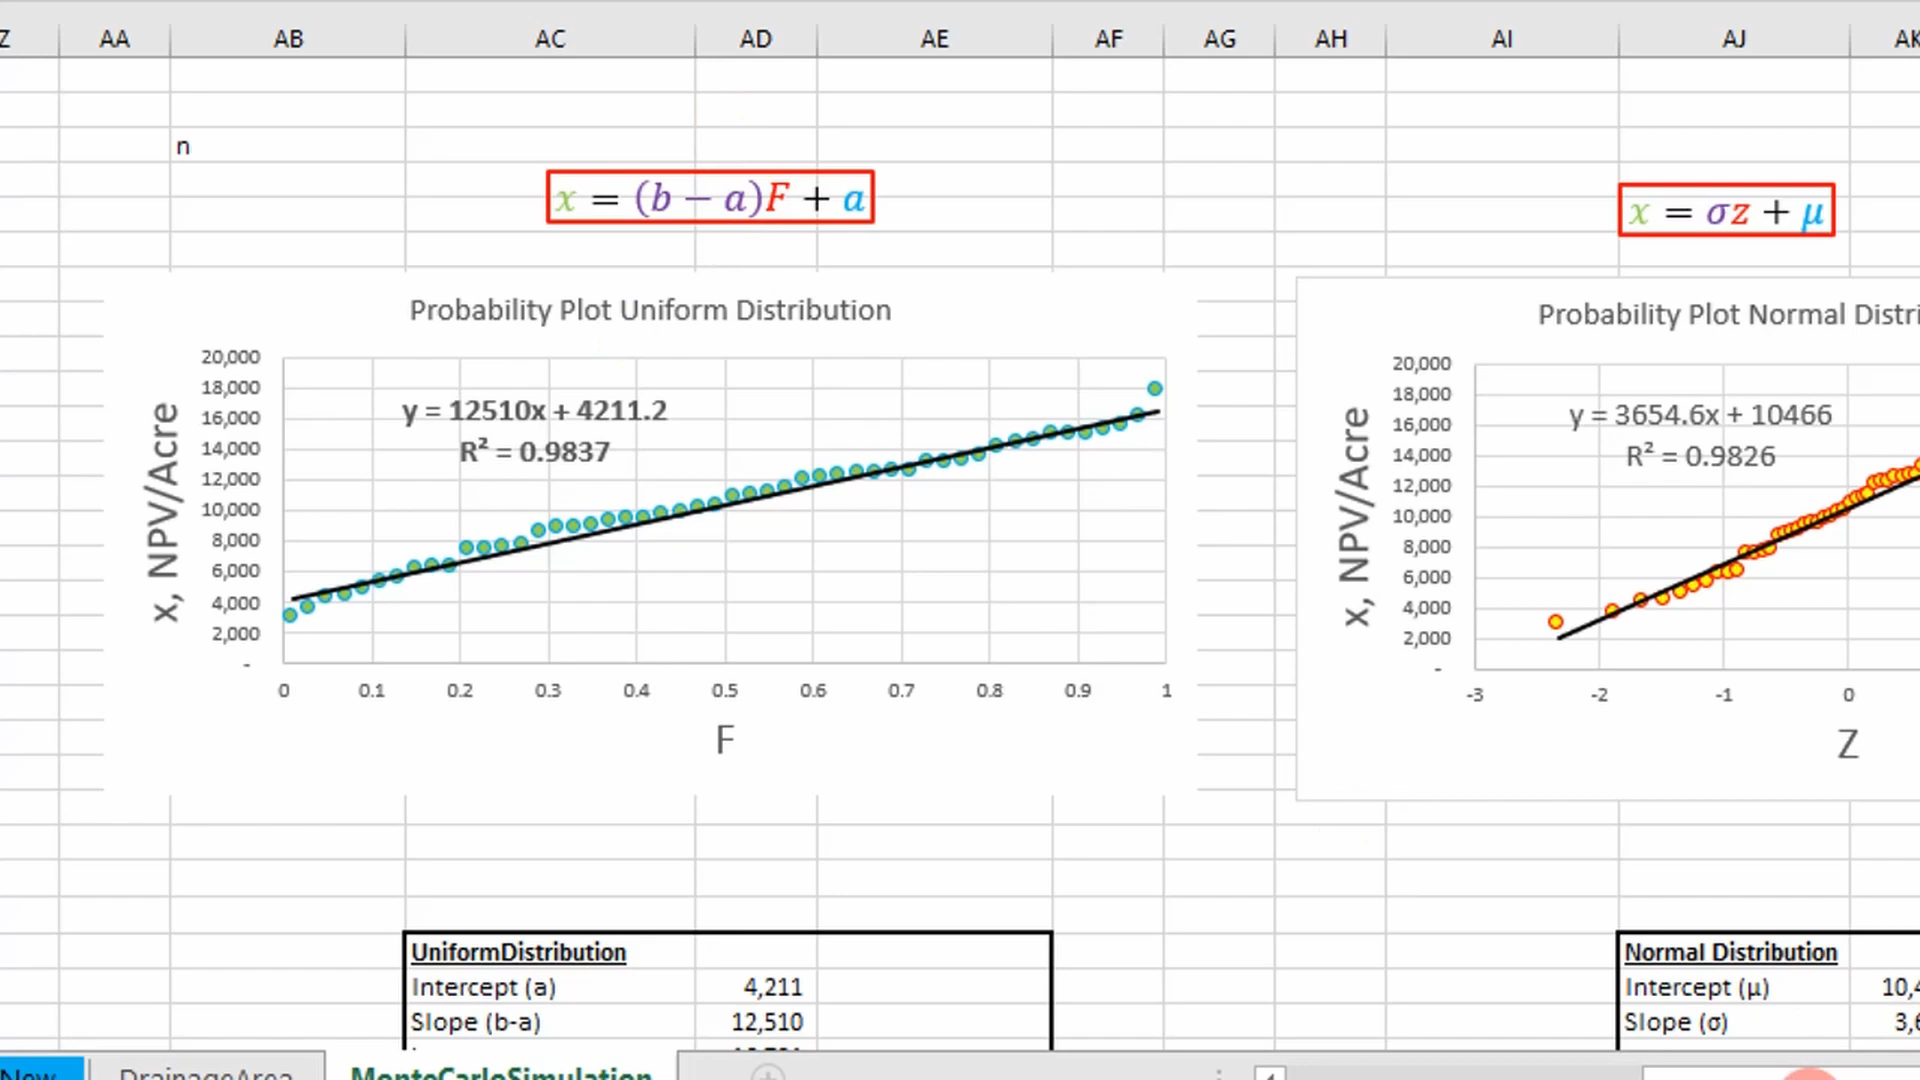 AA AB AC AD AE AF AG AH AI AJ
n
x = (b − a)F + a
x = σz + μ
Probability Plot Uniform Distribution
20,000
18,000
16,000
14,000
12,000
10,000
8,000
6,000
4,000
2,000
-
x, NPV/Acre
y = 12510x + 4211.2
R² = 0.9837
0 0.1 0.2 0.3 0.4 0.5 0.6 0.7 0.8 0.9 1
F
Probability Plot Normal
20,000
18,000
16,000
14,000
12,000
10,000
8,000
6,000
4,000
2,000
-
x, NPV/Acre
y = 3654.6x + 10466
R² = 0.9826
-3 -2 -1 0
Z
UniformDistribution
Intercept (a) 4,211
Slope (b-a) 12,510
Normal Distribution
Intercept (μ)
Slope (σ)
New DrainageArea MonteCarloSimulation